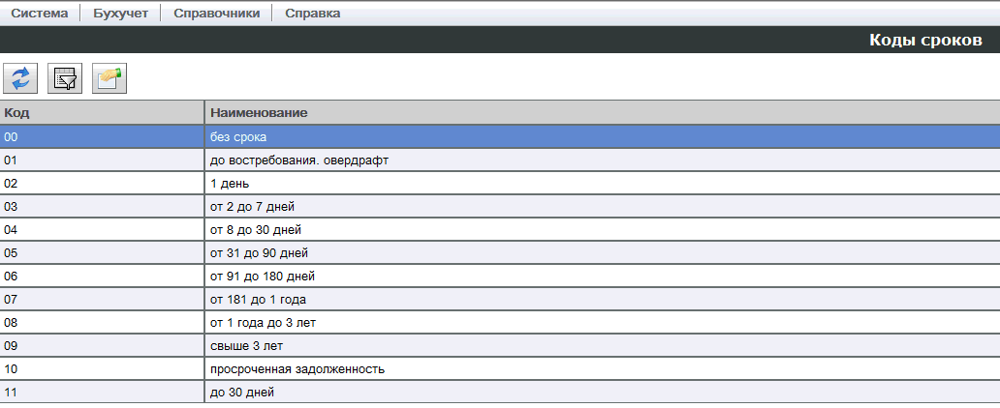 Система Бухучет Справочники Справка
Коды сроков
Код Наименование
00 без срока
01 до востребования. овердрафт
02 1 день
03 от 2 до 7 дней
04 от 8 до 30 дней
05 от 31 до 90 дней
06 от 91 до 180 дней
07 от 181 до 1 года
08 от 1 года до 3 лет
09 свыше 3 лет
10 просроченная задолженность
11 до 30 дней